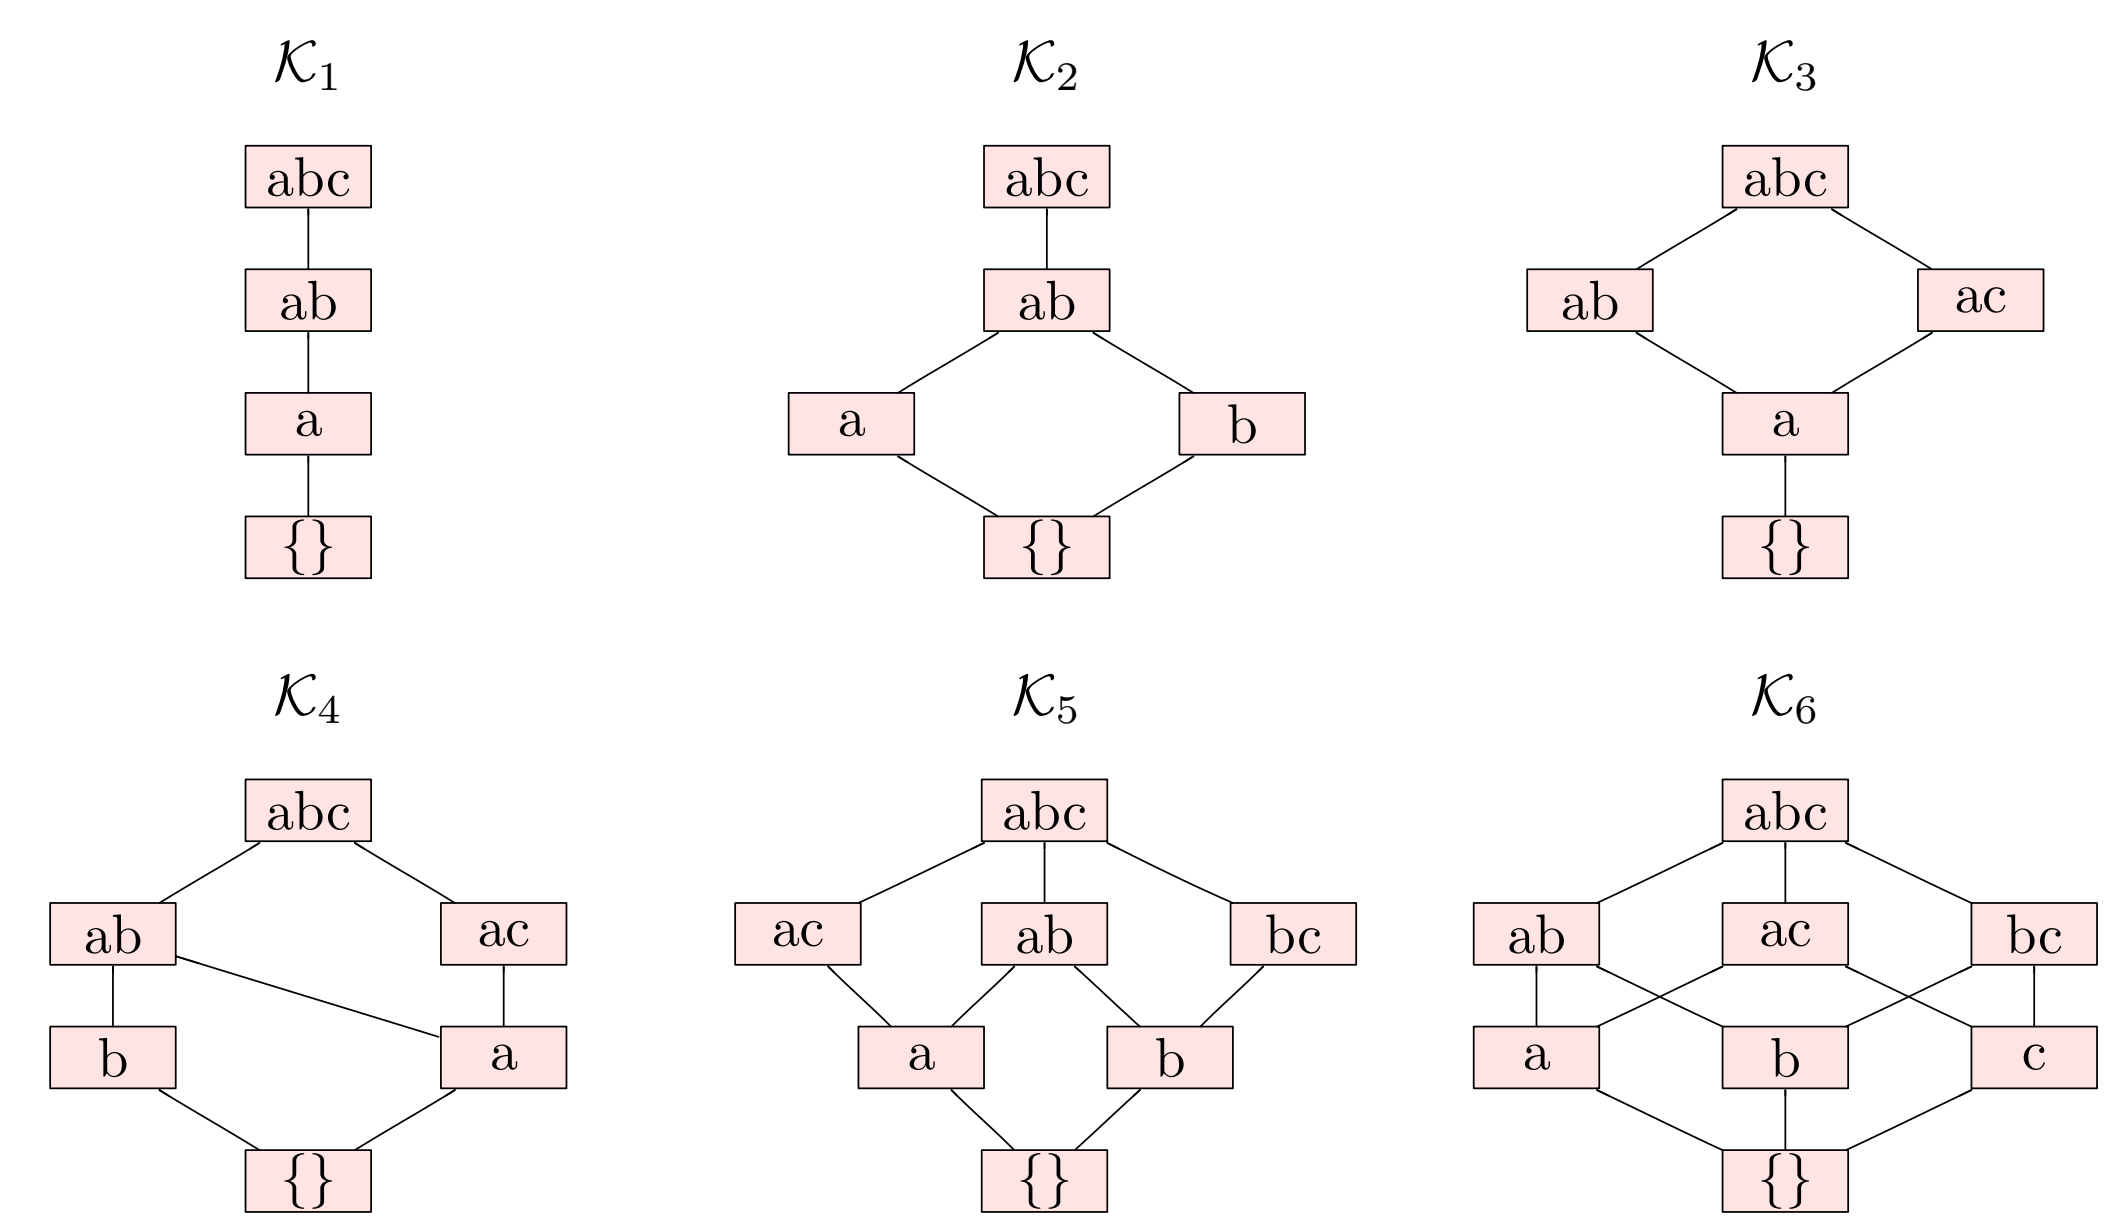 𝒦1 𝒦2 𝒦3
abc abc abc
ab ab ab ac
a a b a
{} {} {}
𝒦4 𝒦5 𝒦6
abc abc abc
ab ac ac ab bc ab ac bc
b a a b a b c
{} {} {}